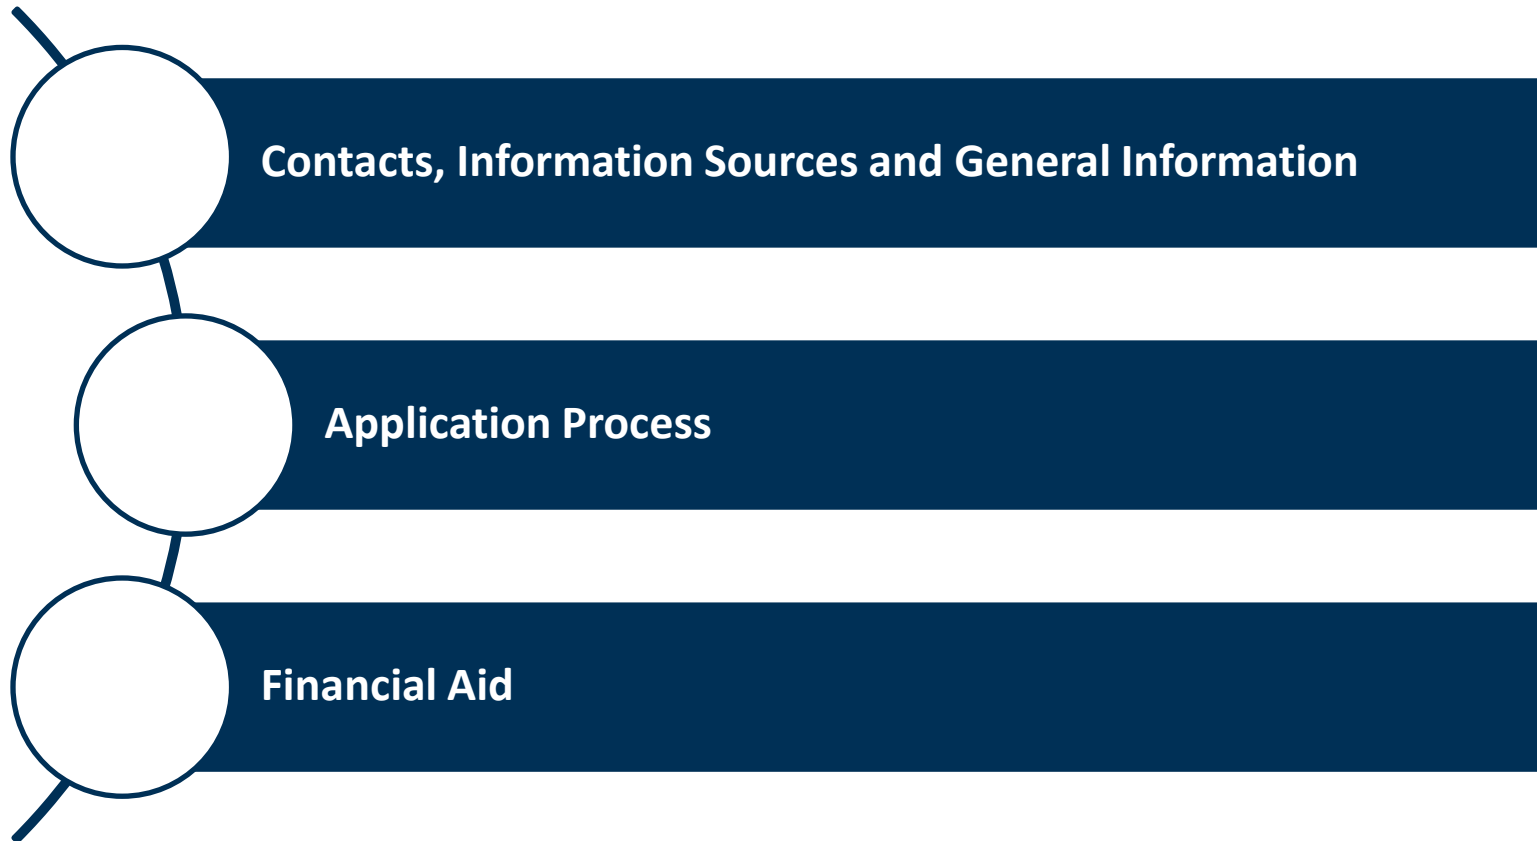 Contacts, Information Sources and General Information
Application Process
Financial Aid